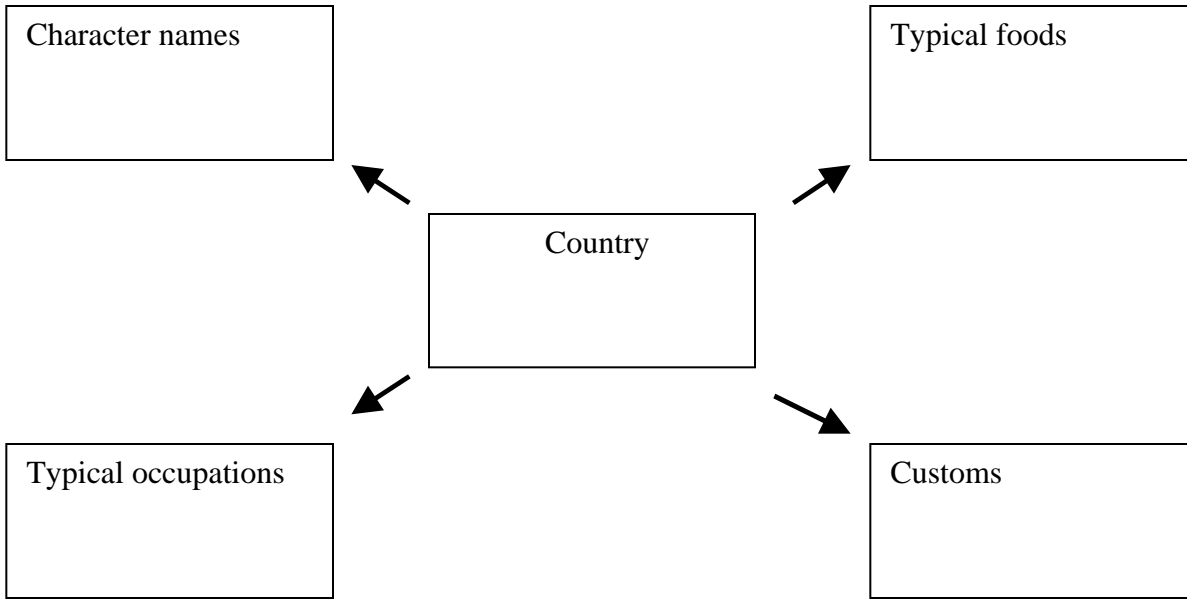 Character names
Typical foods
Country
Typical occupations
Customs